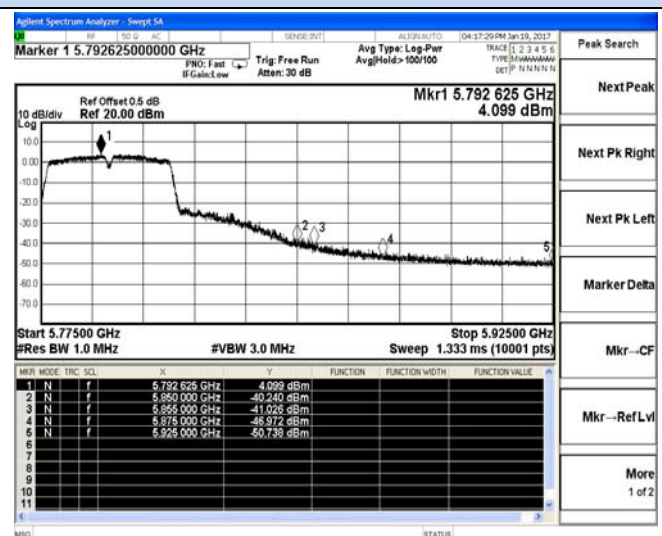 Agilent Spectrum Analyzer - Swept SA
RF 50 Ω AC SENSE:INT ALIGNAUTO 04:17:29 PM Jan 19, 2017
Marker 1 5.792625000000 GHz
PNO: Fast
IFGain:Low
Trig: Free Run
Atten: 30 dB
Avg Type: Log-Pwr
Avg|Hold:>100/100
TRACE 1 2 3 4 5 6
TYPE M WWWWW
DET P N N N N N
Peak Search
Ref Offset 0.5 dB
10 dB/div Ref 20.00 dBm
Log
Mkr1 5.792 625 GHz
4.099 dBm
10.0
0.00
-10.0
-20.0
-30.0
-40.0
-50.0
-60.0
-70.0
1
2
3
4
5
Start 5.77500 GHz
#Res BW 1.0 MHz
#VBW 3.0 MHz
Stop 5.92500 GHz
Sweep 1.333 ms (10001 pts)
MKR MODE TRC SCL X Y FUNCTION FUNCTION WIDTH FUNCTION VALUE
1 N f 5.792 625 GHz 4.099 dBm
2 N f 5.850 000 GHz -40.240 dBm
3 N f 5.855 000 GHz -41.026 dBm
4 N f 5.875 000 GHz -46.972 dBm
5 N f 5.925 000 GHz -50.738 dBm
6
7
8
9
10
11
Next Peak
Next Pk Right
Next Pk Left
Marker Delta
Mkr→CF
Mkr→Ref Lvl
More
1 of 2
MSG STATUS